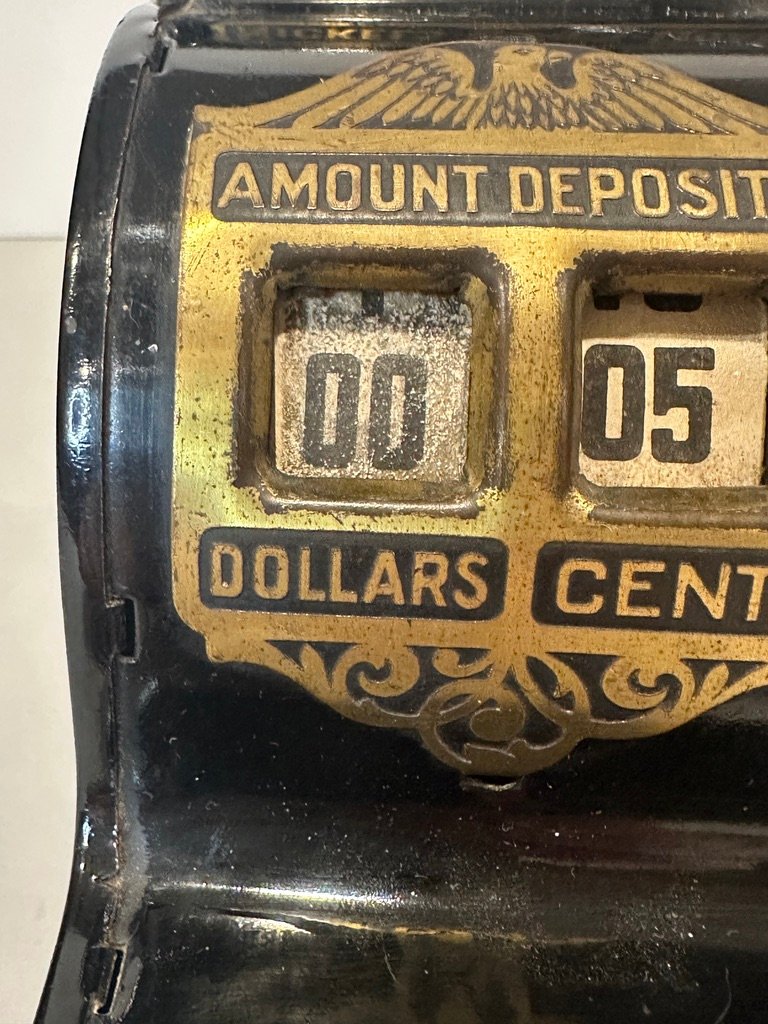 AMOUNT DEPOSIT
00 05
DOLLARS CENT